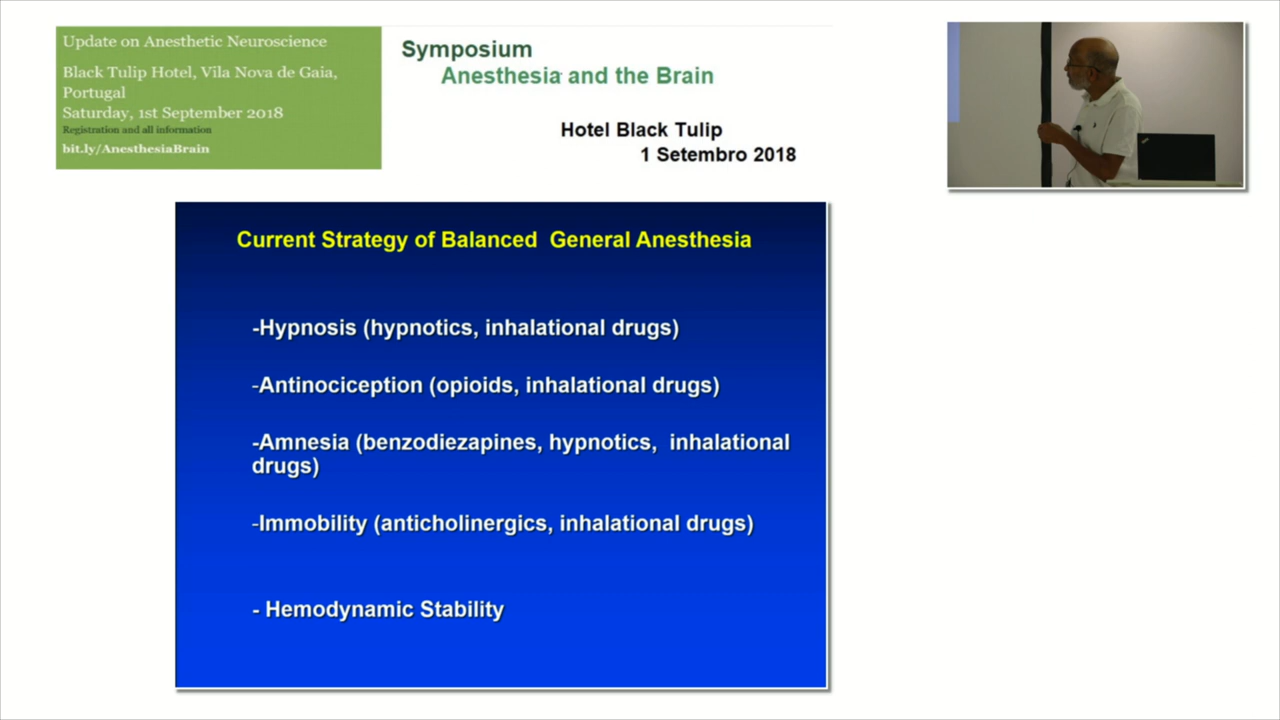 Update on Anesthetic Neuroscience
Black Tulip Hotel, Vila Nova de Gaia,
Portugal
Saturday, 1st September 2018
Registration and all information
bit.ly/AnesthesiaBrain
Symposium
Anesthesia and the Brain
Hotel Black Tulip
1 Setembro 2018
Current Strategy of Balanced General Anesthesia
-Hypnosis (hypnotics, inhalational drugs)
-Antinociception (opioids, inhalational drugs)
-Amnesia (benzodiezapines, hypnotics, inhalational
drugs)
-Immobility (anticholinergics, inhalational drugs)
- Hemodynamic Stability